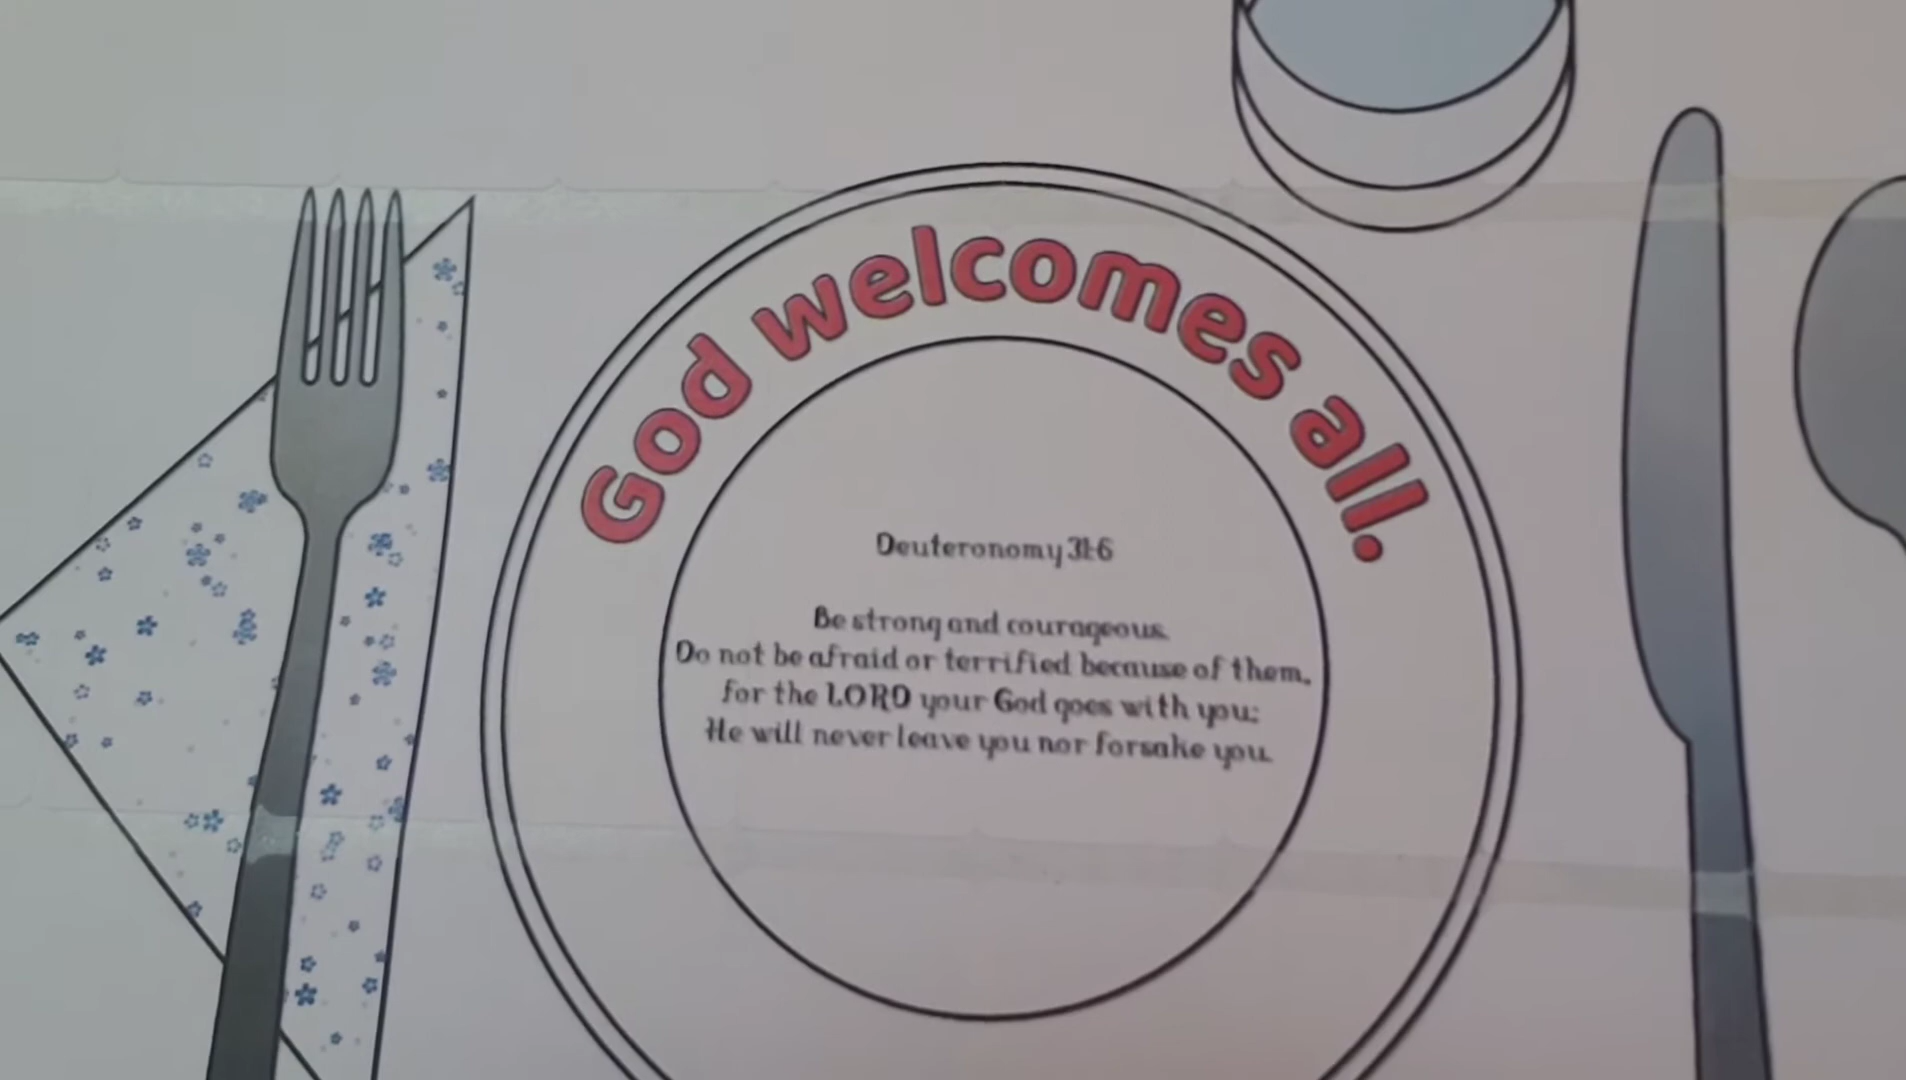 God welcomes all.
Deuteronomy 31:6
Be strong and courageous.
Do not be afraid or terrified because of them,
for the LORD your God goes with you;
He will never leave you nor forsake you.